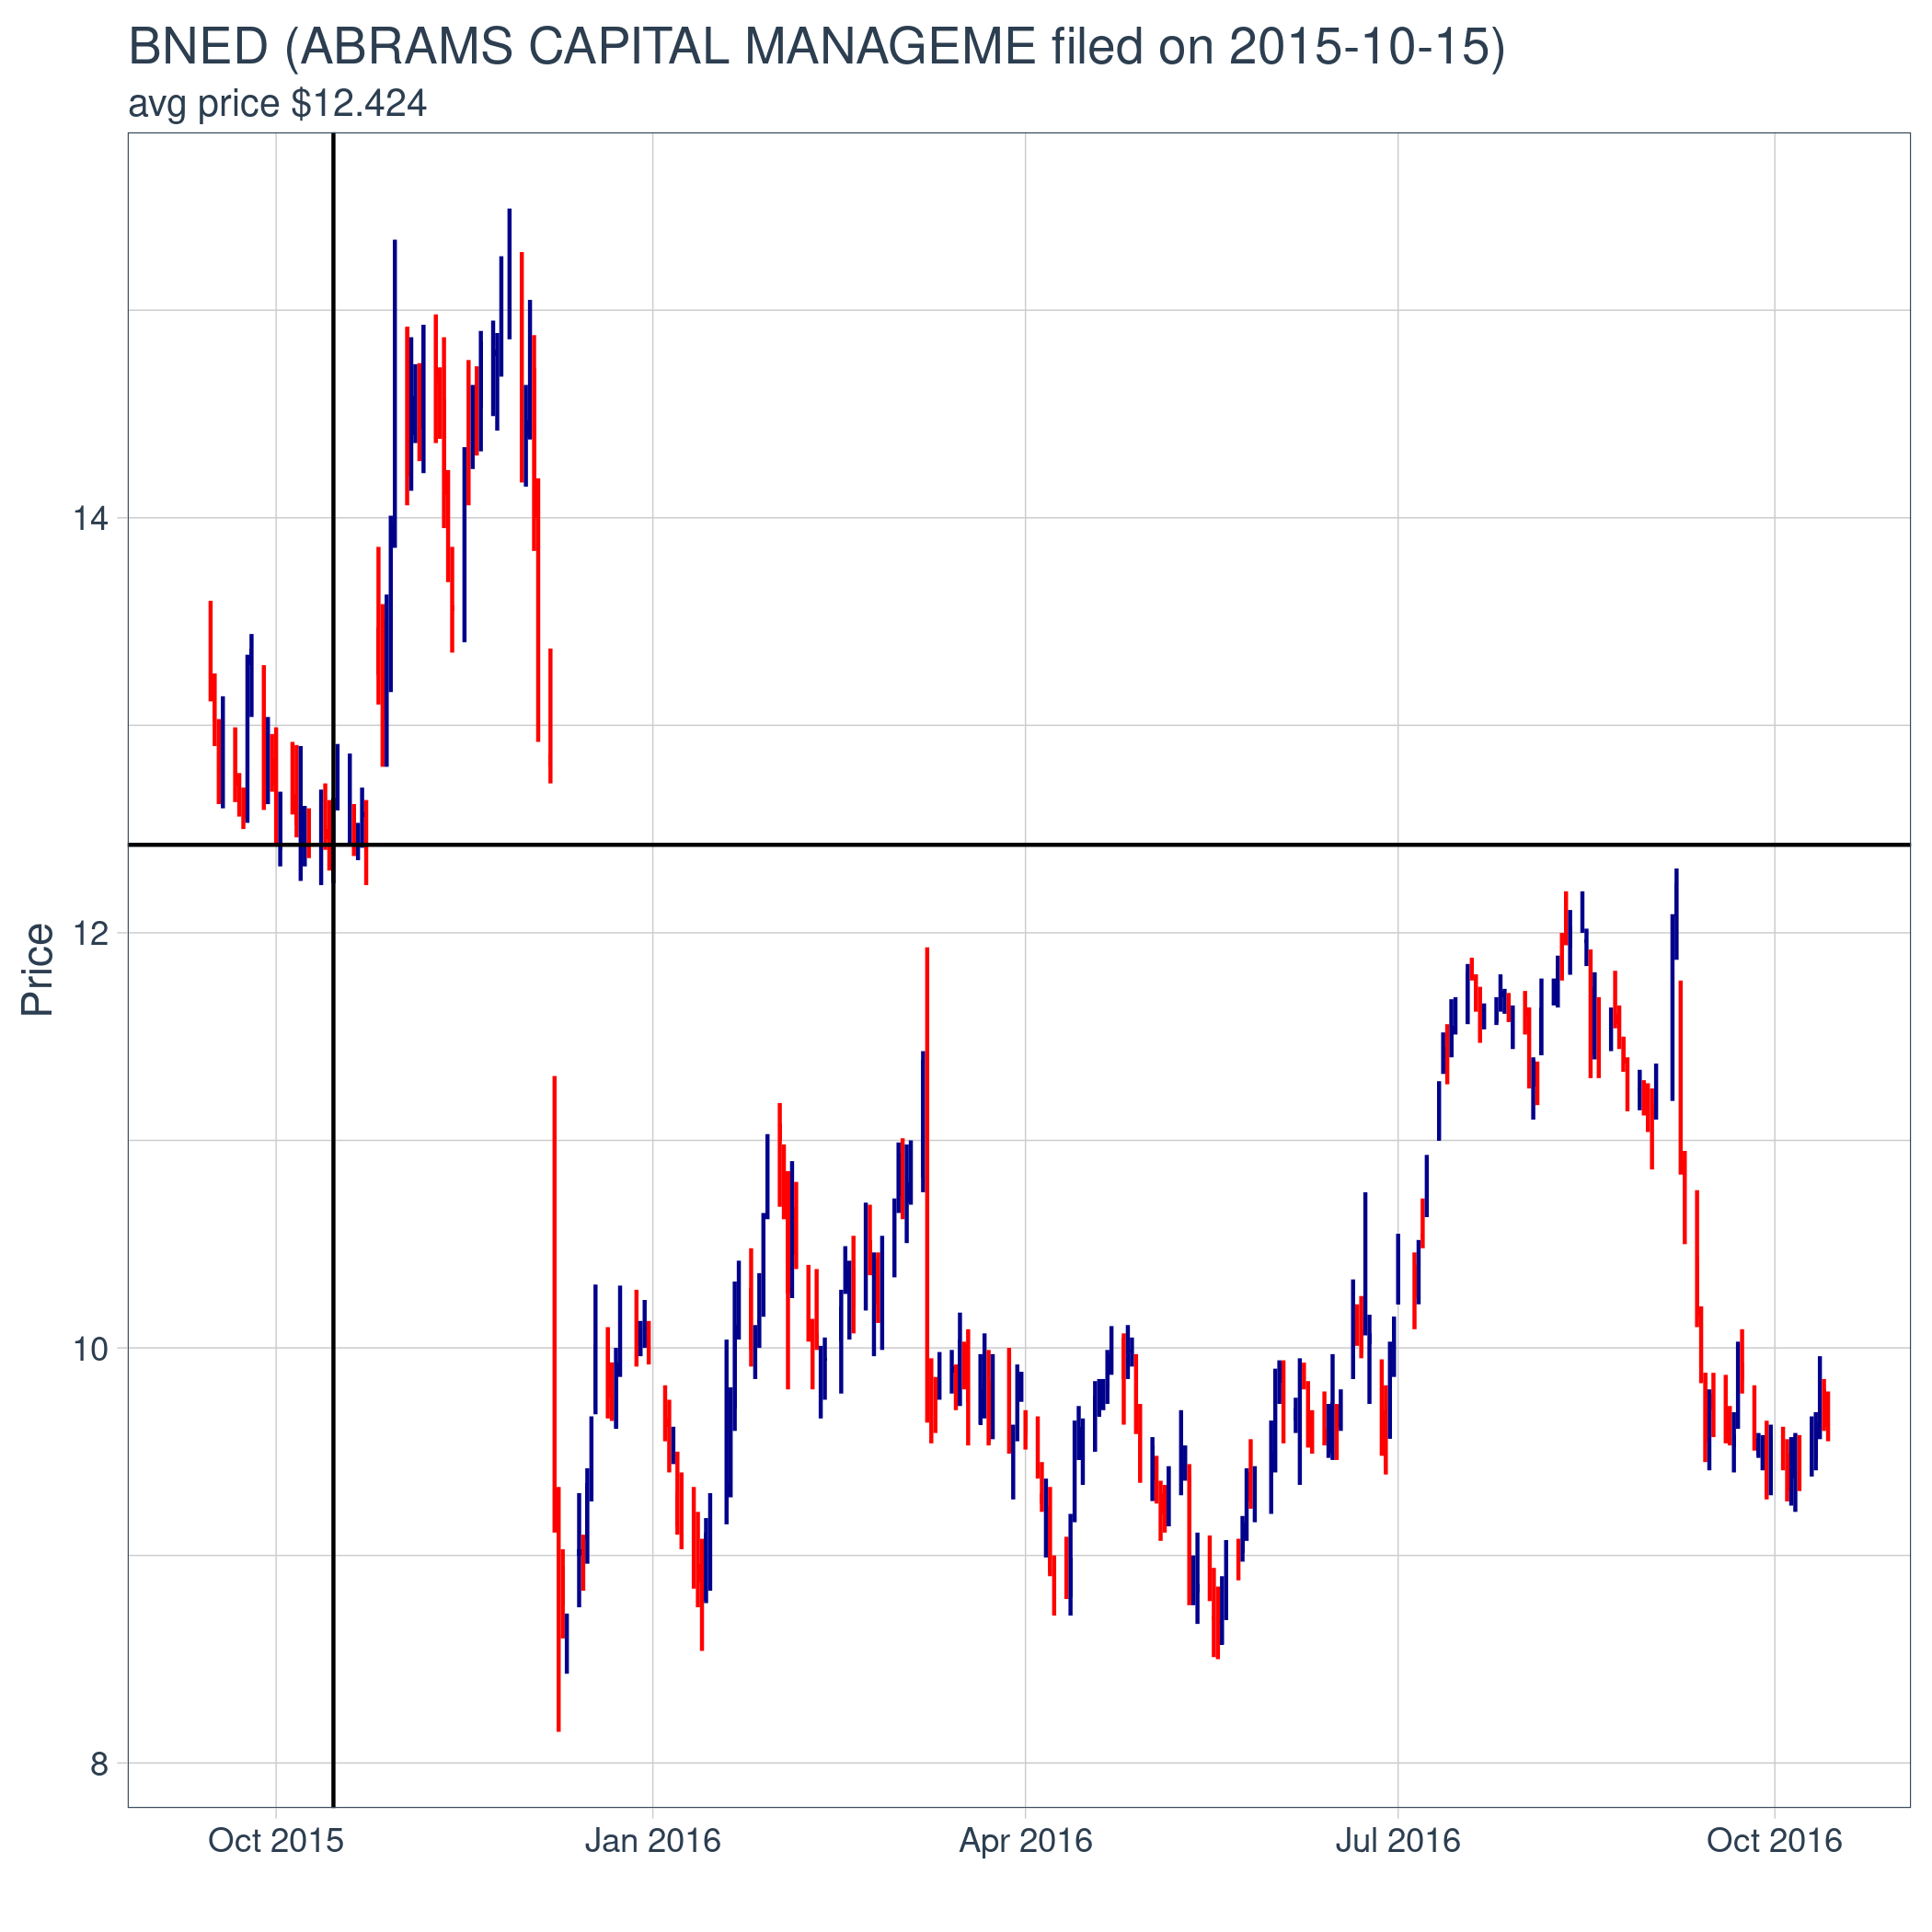 BNED (ABRAMS CAPITAL MANAGEME filed on 2015-10-15)
avg price $12.424
14
12
10
8
Price
Oct 2015
Jan 2016
Apr 2016
Jul 2016
Oct 2016